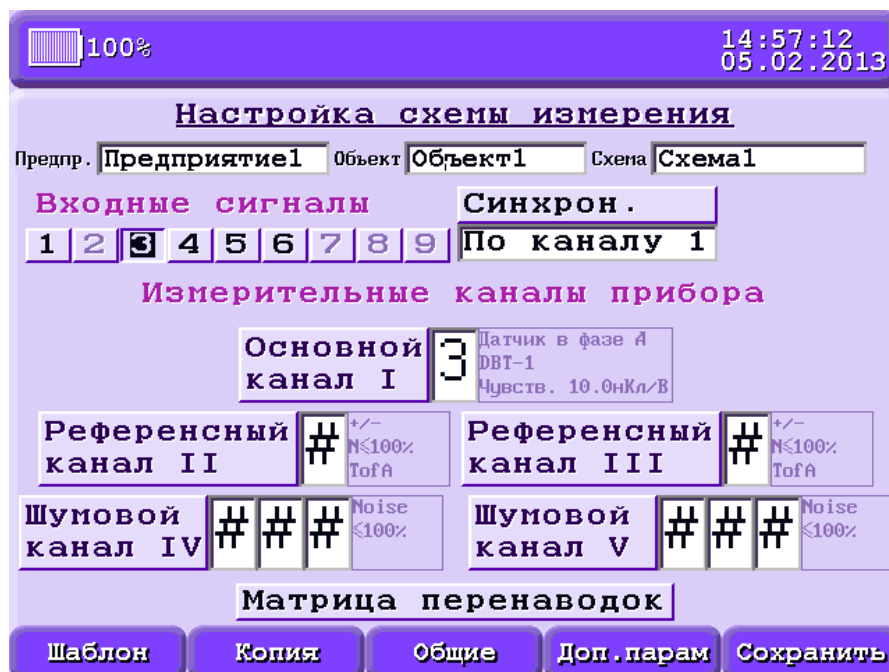 100%
14:57:12
05.02.2013
Настройка схемы измерения
Предпр. Предприятие1 Объект Объект1 Схема Схема1
Входные сигналы
Синхрон.
1 2 3 4 5 6 7 8 9
По каналу 1
Измерительные каналы прибора
Основной
канал I
3
Датчик в фазе А
DBT-1
Чувств. 10.0нКл/В
Референсный
канал II
#
+/-
N≤100%
TofA
Референсный
канал III
#
+/-
N≤100%
TofA
Шумовой
канал IV
# # #
Noise
≤100%
Шумовой
канал V
# # #
Noise
≤100%
Матрица перенаводок
Шаблон Копия Общие Доп.парам Сохранить